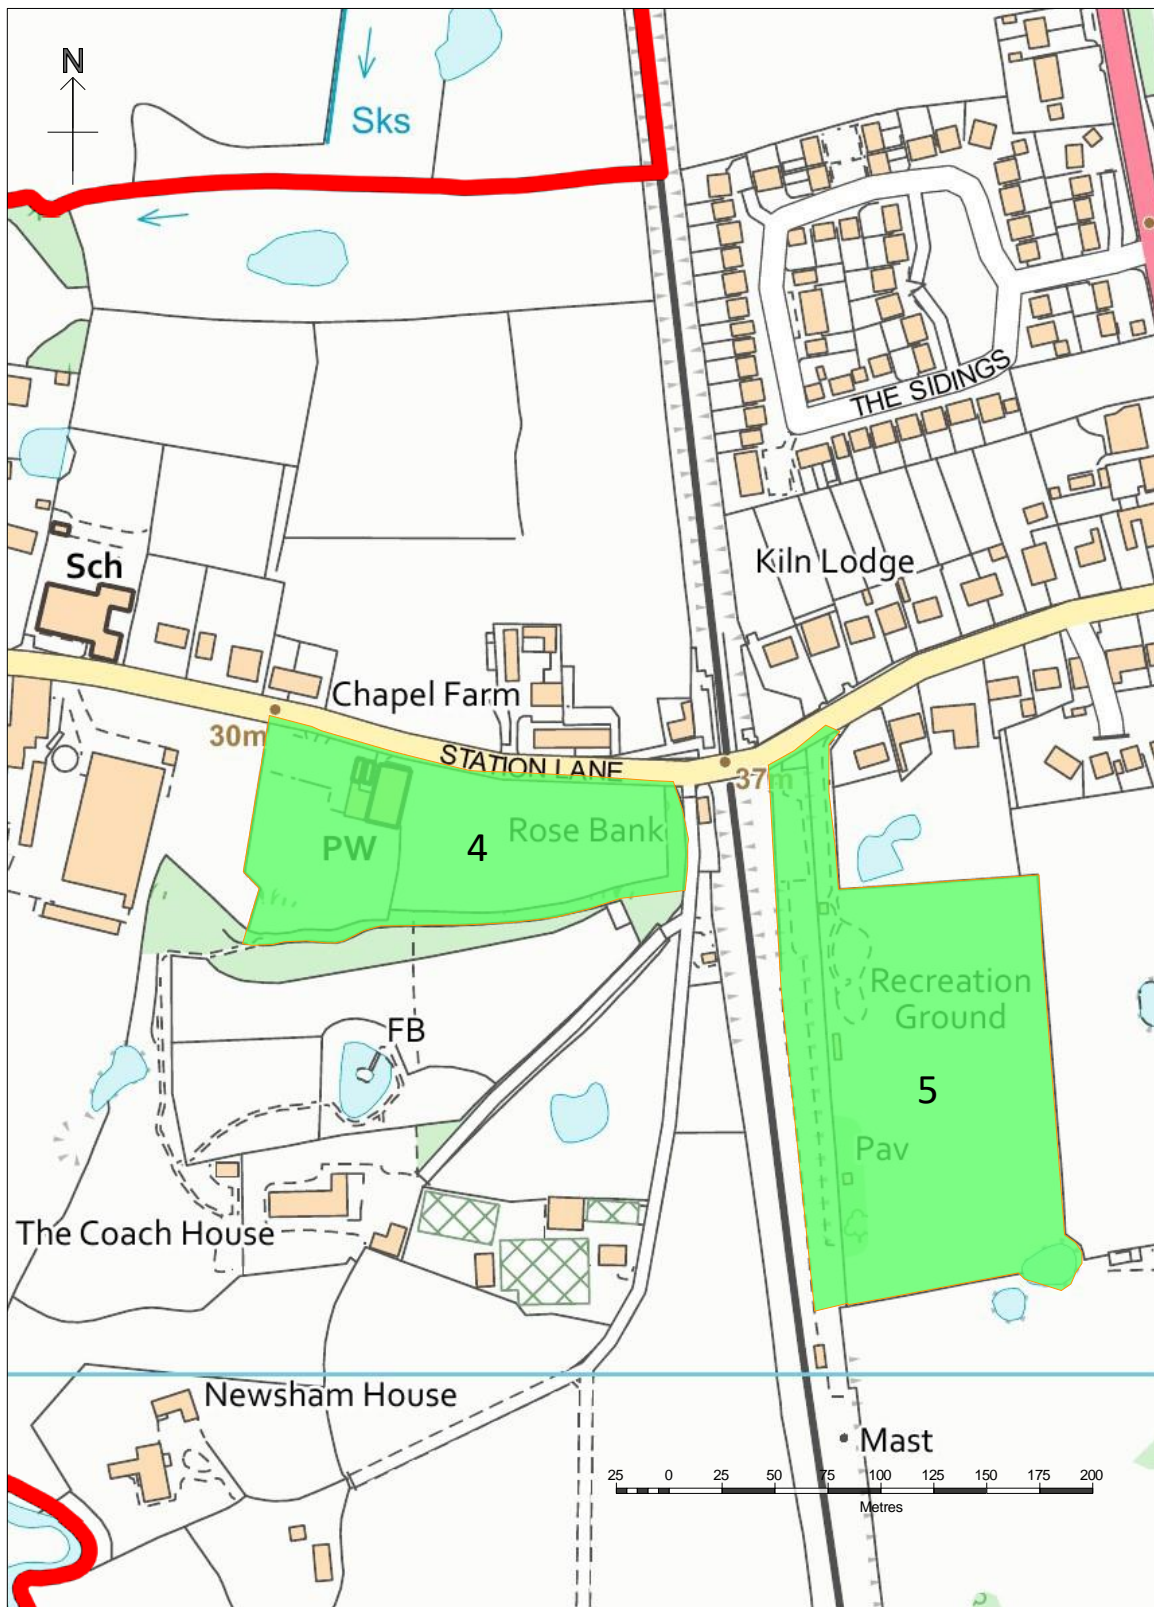 N
Sks
THE SIDINGS
Kiln Lodge
Sch
Chapel Farm
30m
STATION LANE
37m
Rose Bank
PW
4
Recreation
Ground
FB
5
Pav
The Coach House
Newsham House
Mast
25 0 25 50 75 100 125 150 175 200
Metres